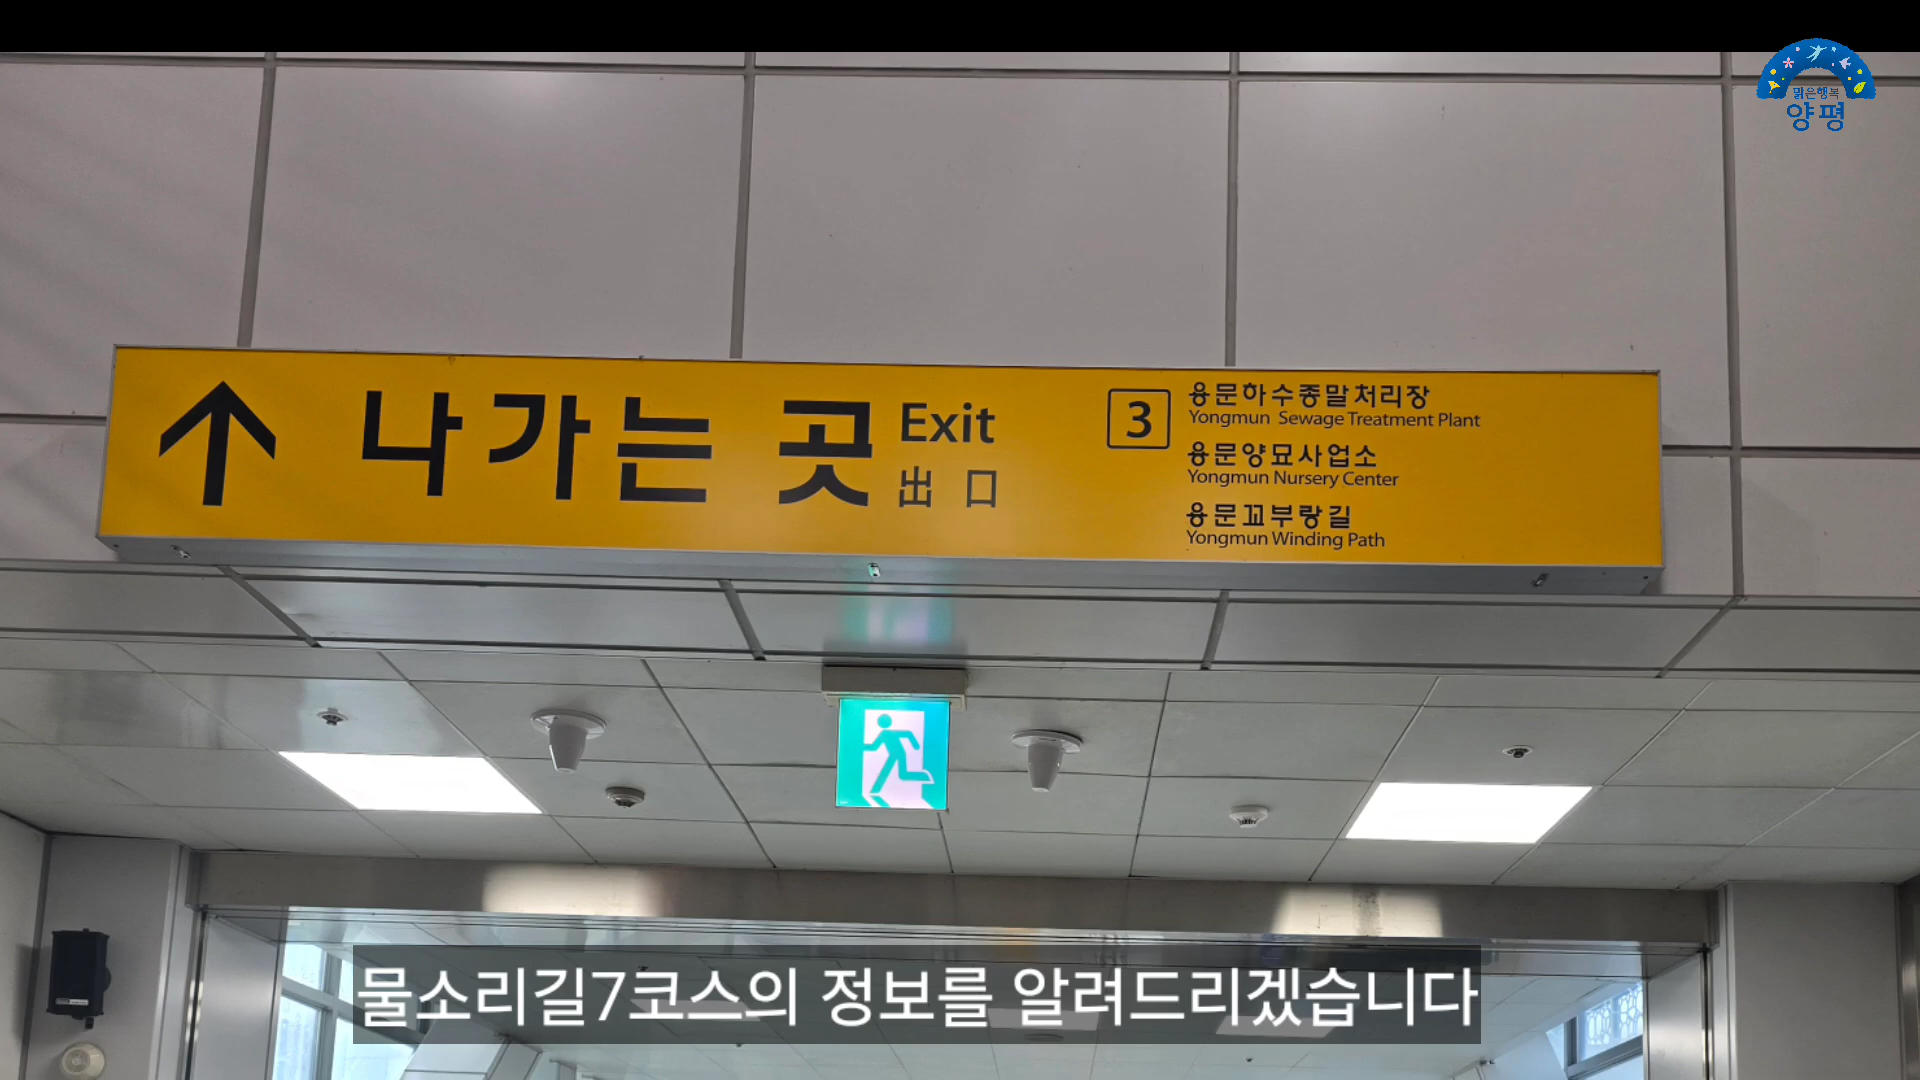 맑은행복
양평
나가는 곳
Exit
出口
3
용문하수종말처리장
Yongmun Sewage Treatment Plant
용문양묘사업소
Yongmun Nursery Center
용문꼬부랑길
Yongmun Winding Path
물소리길7코스의 정보를 알려드리겠습니다